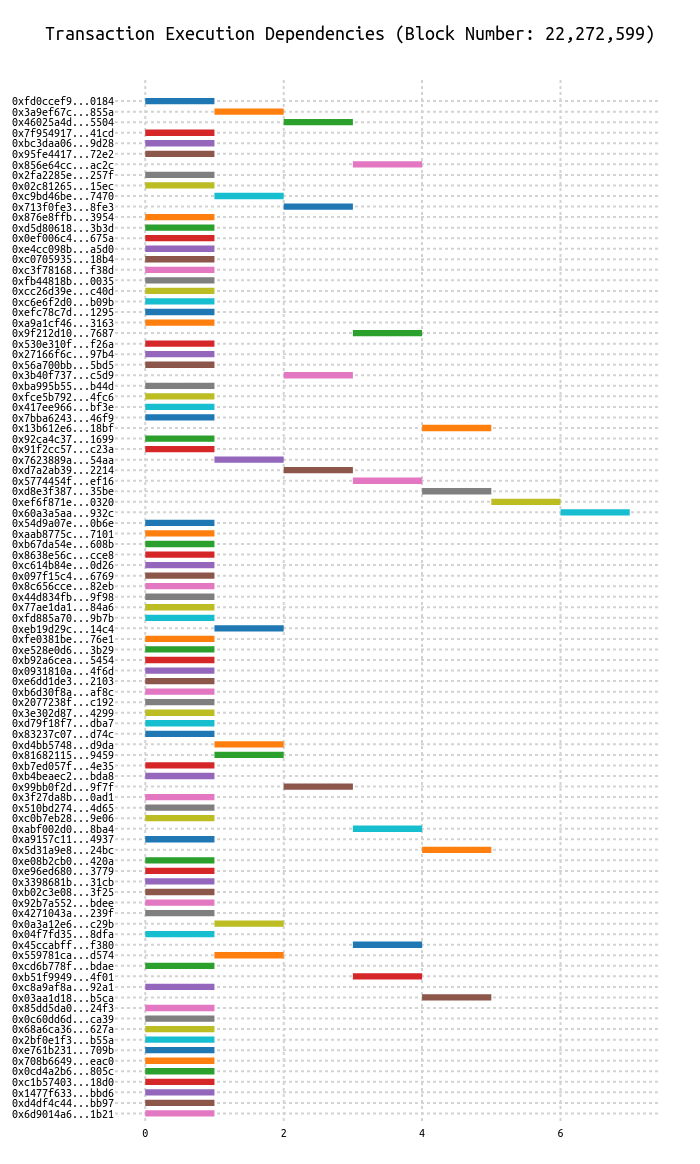 Transaction Execution Dependencies (Block Number: 22,272,599)
0xfd0ccef9...0184
0x3a9ef67c...855a
0x46025a4d...5504
0x7f954917...41cd
0xbc3daa06...9d28
0x95fe4417...72e2
0x856e64cc...ac2c
0x2fa2285e...257f
0x02c81265...15ec
0xc9bd46be...7470
0x713f0fe3...8fe3
0x876e8ffb...3954
0xd5d80618...3b3d
0x0ef006c4...675a
0xe4cc098b...a5d0
0xc0705935...18b4
0xc3f78168...f38d
0xfb44818b...0035
0xcc26d39e...c40d
0xc6e6f2d0...b09b
0xefc78c7d...1295
0xa9a1cf46...3163
0x9f212d10...7687
0x530e310f...f26a
0x27166f6c...97b4
0x56a700bb...5bd5
0x3b40f737...c5d9
0xba995b55...b44d
0xfce5b792...4fc6
0x417ee966...bf3e
0x7bba6243...46f9
0x13b612e6...18bf
0x92ca4c37...1699
0x91f2cc57...c23a
0x7623889a...54aa
0xd7a2ab39...2214
0x5774454f...ef16
0xd8e3f387...35be
0xef6f871e...0320
0x60a3a5aa...932c
0x54d9a07e...0b6e
0xaab8775c...7101
0xb67da54e...608b
0x8638e56c...cce8
0xc614b84e...0d26
0x097f15c4...6769
0x8c656cce...82eb
0x44d834fb...9f98
0x77ae1da1...84a6
0xfd885a70...9b7b
0xeb19d29c...14c4
0xfe0381be...76e1
0xe528e0d6...3b29
0xb92a6cea...5454
0x0931810a...4f6d
0xe6dd1de3...2103
0xb6d30f8a...af8c
0x2077238f...c192
0x3e302d87...4299
0xd79f18f7...dba7
0x83237c07...d74c
0xd4bb5748...d9da
0x81682115...9459
0xb7ed057f...4e35
0xb4beaec2...bda8
0x99bb0f2d...9f7f
0x3f27da8b...0ad1
0x510bd274...4d65
0xc0b7eb28...9e06
0xabf002d0...8ba4
0xa9157c11...4937
0x5d31a9e8...24bc
0xe08b2cb0...420a
0xe96ed680...3779
0x3398681b...31cb
0xb02c3e08...3f25
0x92b7a552...bdee
0x4271043a...239f
0x0a3a12e6...c29b
0x04f7fd35...8dfa
0x45ccabff...f380
0x559781ca...d574
0xcd6b778f...bdae
0xb51f9949...4f01
0xc8a9af8a...92a1
0x03aa1d18...b5ca
0x85dd5da0...24f3
0x0c60dd6d...ca39
0x68a6ca36...627a
0x2bf0e1f3...b55a
0xe761b231...709b
0x708b6649...eac0
0x0cd4a2b6...805c
0xc1b57403...18d0
0x1477f633...bbd6
0xd4df4c44...bb97
0x6d9014a6...1b21
0 2 4 6